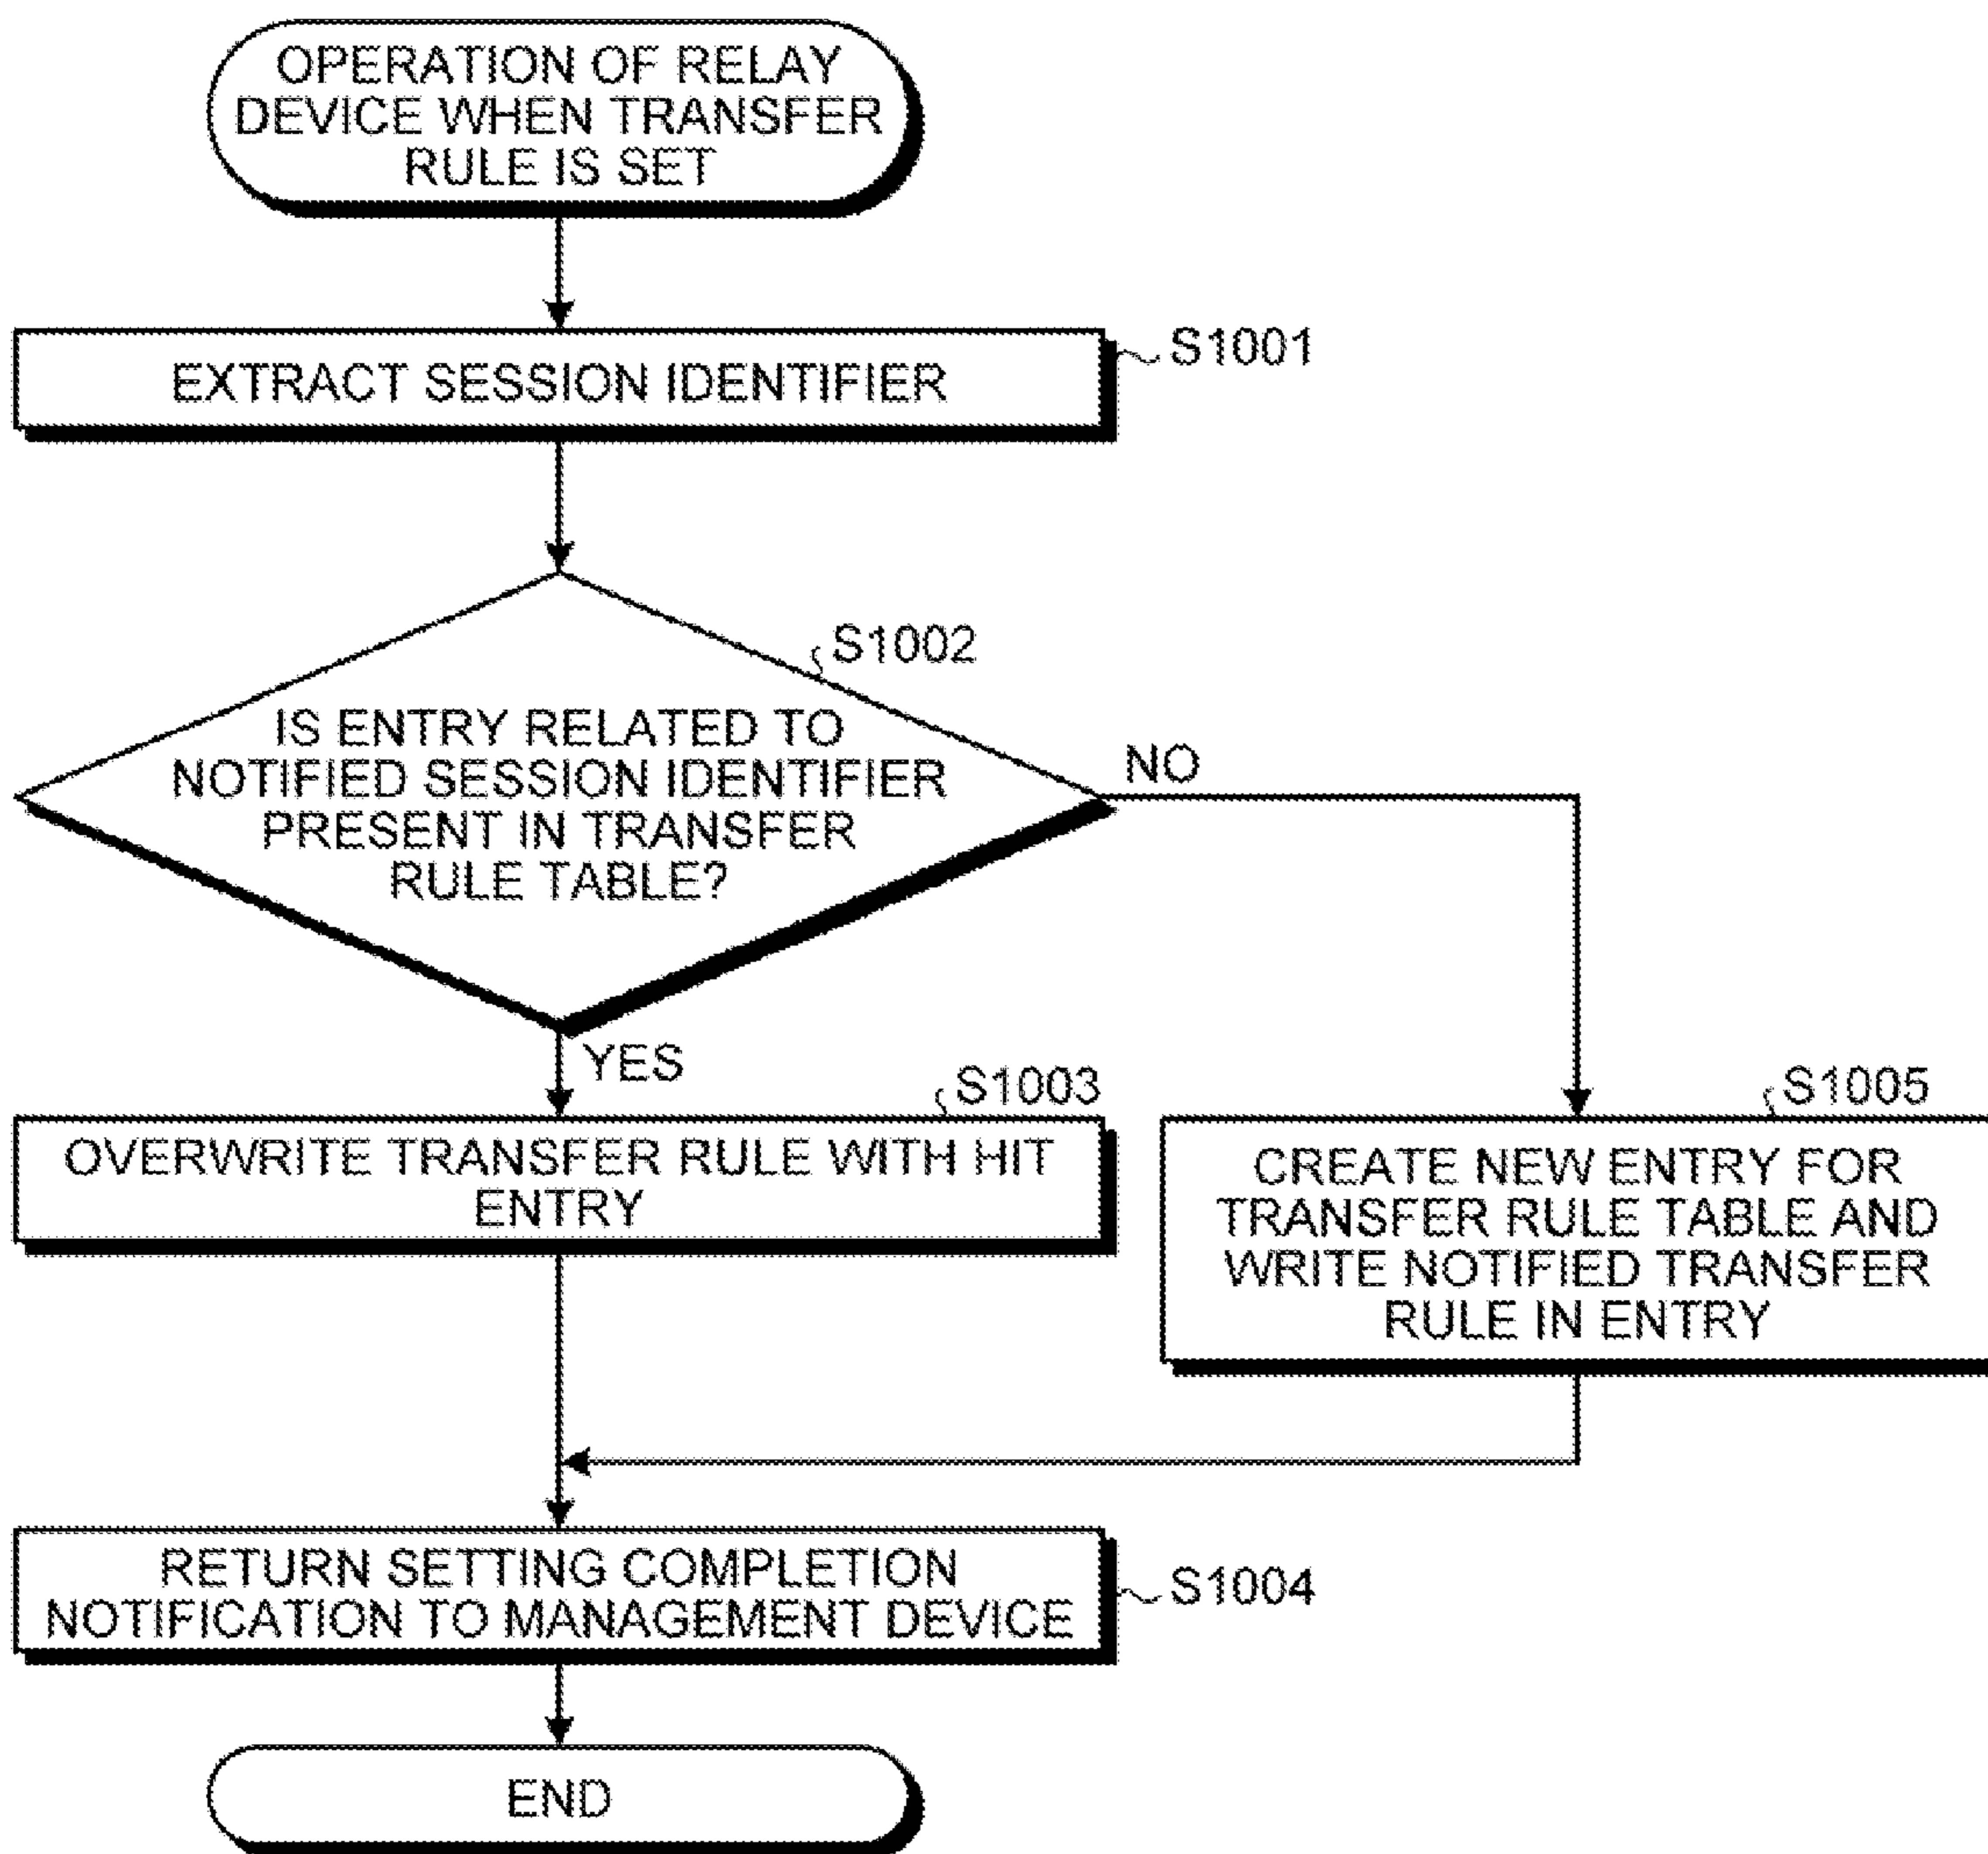 OPERATION OF RELAY
DEVICE WHEN TRANSFER
RULE IS SET
S1001
EXTRACT SESSION IDENTIFIER
S1002
IS ENTRY RELATED TO
NOTIFIED SESSION IDENTIFIER
PRESENT IN TRANSFER
RULE TABLE?
NO
YES
S1003
OVERWRITE TRANSFER RULE WITH HIT
ENTRY
S1005
CREATE NEW ENTRY FOR
TRANSFER RULE TABLE AND
WRITE NOTIFIED TRANSFER
RULE IN ENTRY
RETURN SETTING COMPLETION
NOTIFICATION TO MANAGEMENT DEVICE
S1004
END